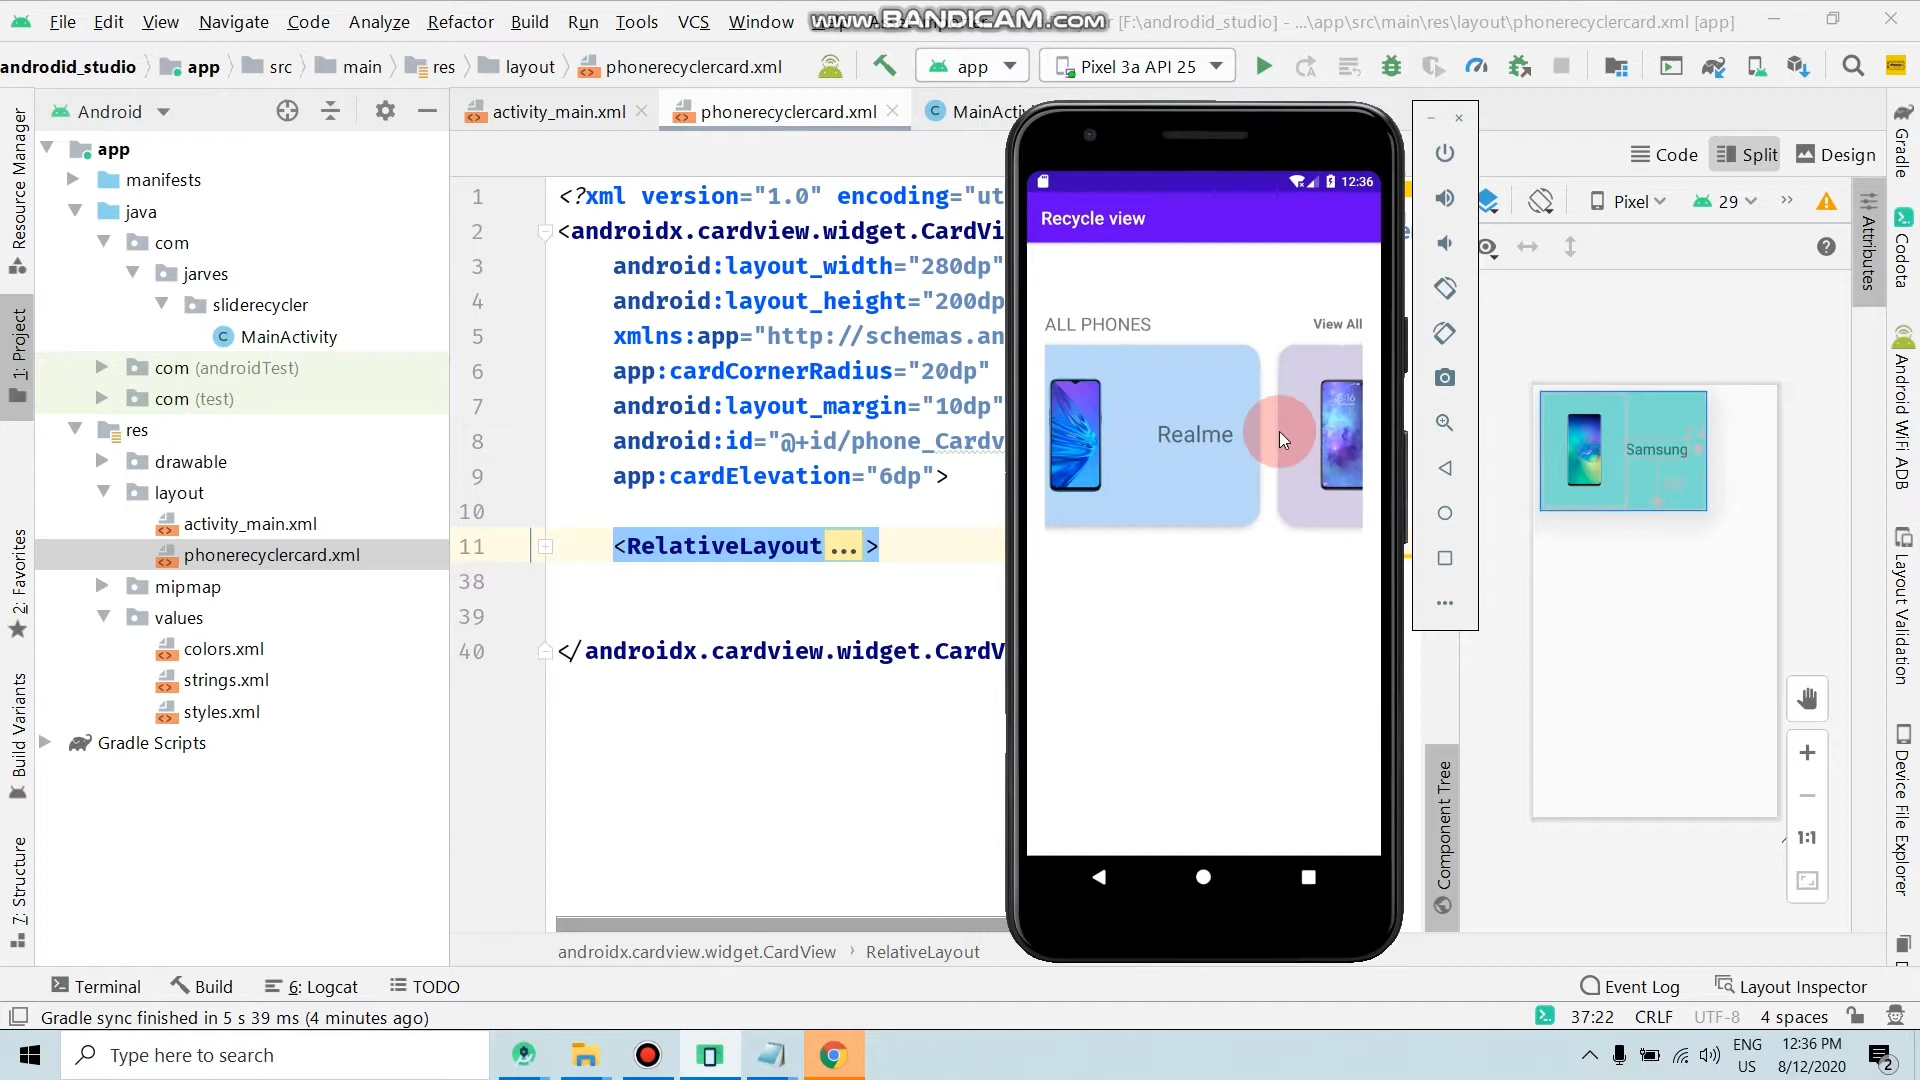 File Edit View Navigate Code Analyze Refactor Build Run Tools VCS Window
www.BANDICAM.com
[F:\androdid_studio] - ...\app\src\main\res\layout\phonerecyclercard.xml [app]
androdid_studio app src main res layout phonerecyclercard.xml
app
Pixel 3a API 25
Android
activity_main.xml
phonerecyclercard.xml
MainActi
Code
Split
Design
Pixel
29
app
manifests
java
com
jarves
sliderecycler
MainActivity
com (androidTest)
com (test)
res
drawable
layout
activity_main.xml
phonerecyclercard.xml
mipmap
values
colors.xml
strings.xml
styles.xml
Gradle Scripts
Resource Manager
1: Project
2: Favorites
Build Variants
7: Structure
1 <?xml version="1.0" encoding="ut
2 <androidx.cardview.widget.CardVi
3 android:layout_width="280dp"
4 android:layout_height="200dp
5 xmlns:app="http://schemas.an
6 app:cardCornerRadius="20dp"
7 android:layout_margin="10dp"
8 android:id="@+id/phone_Cardv
9 app:cardElevation="6dp">
10
11 <RelativeLayout...>
38
39
40 </androidx.cardview.widget.CardV
androidx.cardview.widget.CardView › RelativeLayout
12:36
Recycle view
ALL PHONES
View All
Realme
8:16
Samsung
1:1
Component Tree
Attributes
Gradle
Codota
Android WiFi ADB
Layout Validation
Device File Explorer
Terminal
Build
6: Logcat
TODO
Event Log
Layout Inspector
Gradle sync finished in 5 s 39 ms (4 minutes ago)
37:22 CRLF UTF-8 4 spaces
Type here to search
ENG
US
12:36 PM
8/12/2020
2